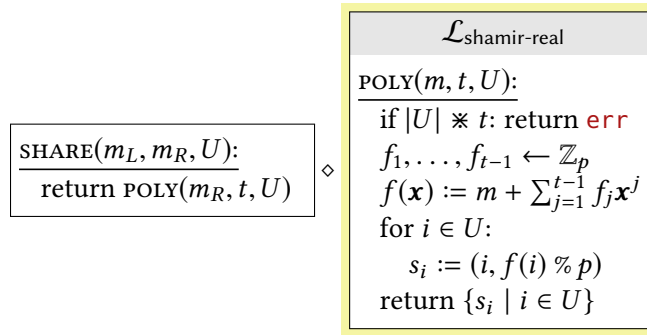 SHARE(m_L, m_R, U):
return POLY(m_R, t, U)
⋄
𝓛_shamir-real
POLY(m, t, U):
if |U| ⋇ t: return err
f_1, . . . , f_{t−1} ← ℤ_p
f(𝒙) := m + ∑_{j=1}^{t−1} f_j 𝒙^j
for i ∈ U:
s_i := (i, f(i) % p)
return {s_i | i ∈ U}